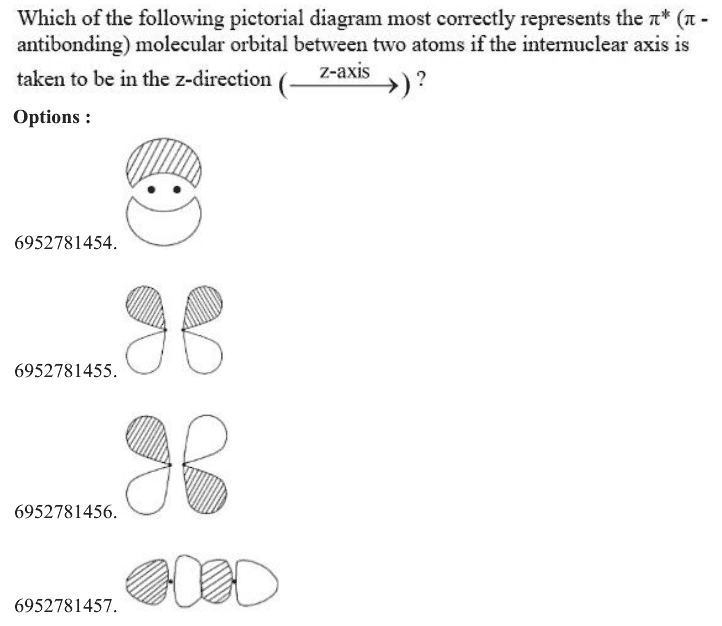 Which of the following pictorial diagram most correctly represents the π* (π -
antibonding) molecular orbital between two atoms if the internuclear axis is
taken to be in the z-direction ( z-axis ) ?
Options :
6952781454.
6952781455.
6952781456.
6952781457.